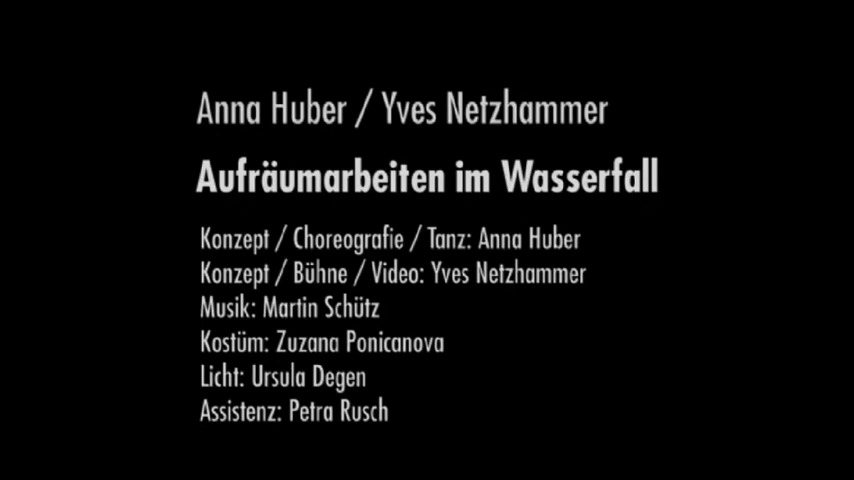 Anna Huber / Yves Netzhammer
Aufräumarbeiten im Wasserfall
Konzept / Choreografie / Tanz: Anna Huber
Konzept / Bühne / Video: Yves Netzhammer
Musik: Martin Schütz
Kostüm: Zuzana Ponicanova
Licht: Ursula Degen
Assistenz: Petra Rusch